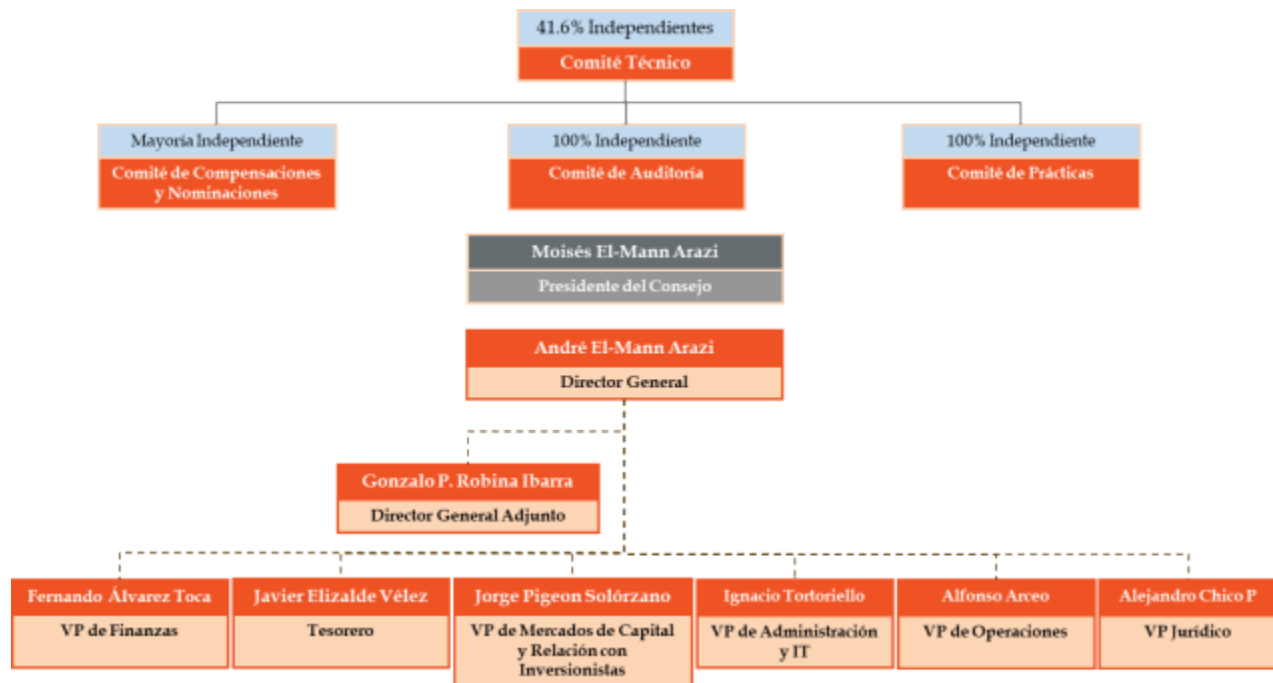 41.6% Independientes
Comité Técnico
Mayoría Independiente
Comité de Compensaciones
y Nominaciones
100% Independiente
Comité de Auditoría
100% Independiente
Comité de Prácticas
Moisés El-Mann Arazi
Presidente del Consejo
André El-Mann Arazi
Director General
Gonzalo P. Robina Ibarra
Director General Adjunto
Fernando Álvarez Toca
VP de Finanzas
Javier Elizalde Vélez
Tesorero
Jorge Pigeon Solórzano
VP de Mercados de Capital
y Relación con
Inversionistas
Ignacio Tortoriello
VP de Administración
y IT
Alfonso Arceo
VP de Operaciones
Alejandro Chico P
VP Jurídico